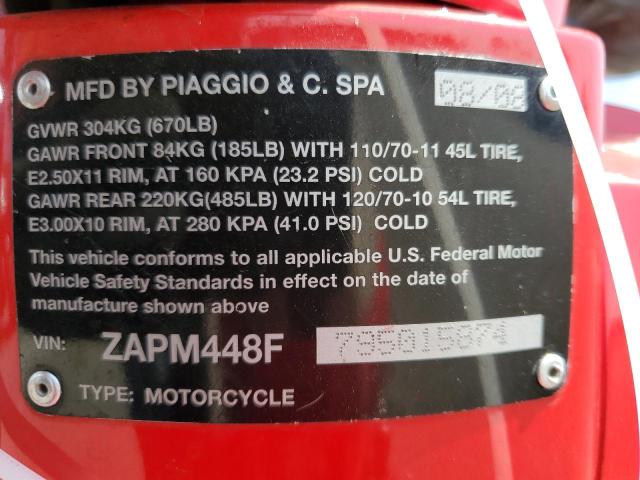 MFD BY PIAGGIO & C. SPA 08/08
GVWR 304KG (670LB)
GAWR FRONT 84KG (185LB) WITH 110/70-11 45L TIRE,
E2.50X11 RIM, AT 160 KPA (23.2 PSI) COLD
GAWR REAR 220KG(485LB) WITH 120/70-10 54L TIRE,
E3.00X10 RIM, AT 280 KPA (41.0 PSI) COLD
This vehicle conforms to all applicable U.S. Federal Motor
Vehicle Safety Standards in effect on the date of
manufacture shown above
VIN: ZAPM448F 795015874
TYPE: MOTORCYCLE